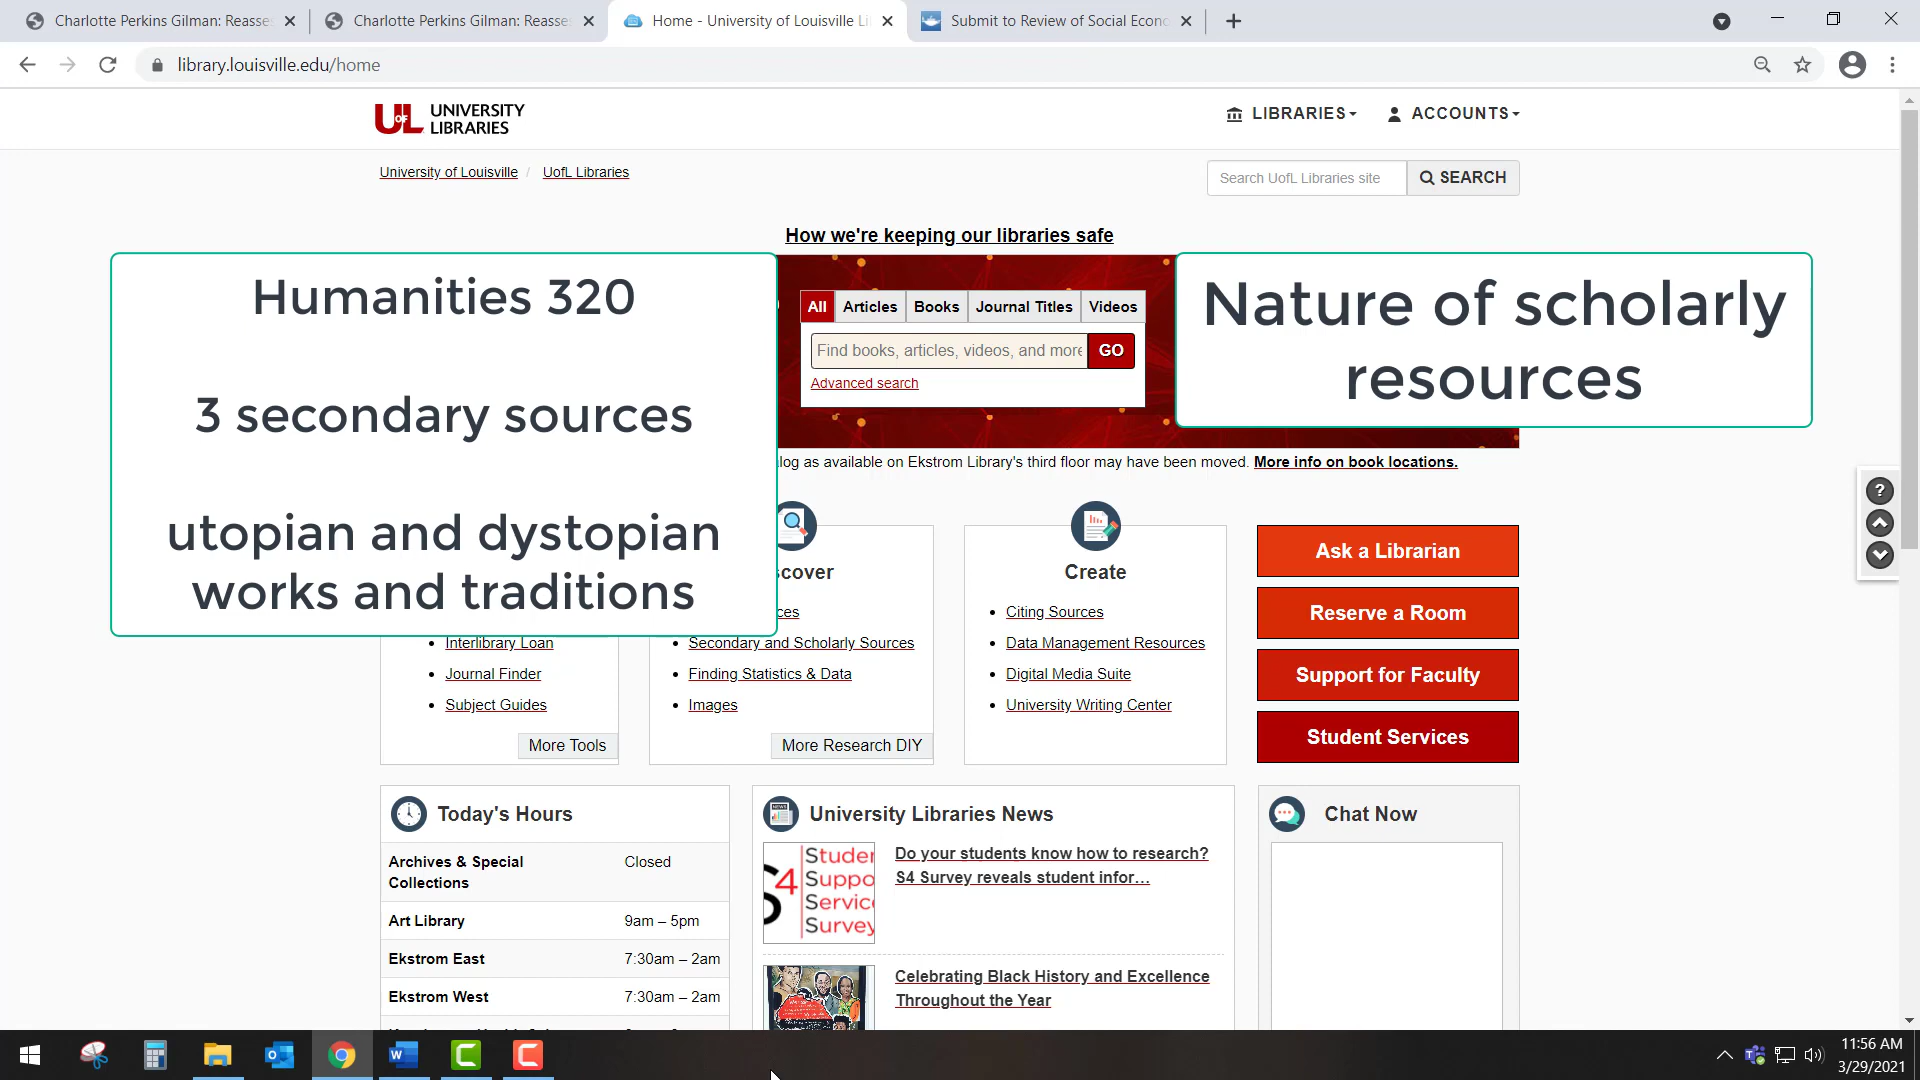 Charlotte Perkins Gilman: Reasse
Charlotte Perkins Gilman: Reasse
Home - University of Louisville Li
Submit to Review of Social Econ
library.louisville.edu/home
UofL UNIVERSITY
LIBRARIES
LIBRARIES
ACCOUNTS
University of Louisville / UofL Libraries
Search UofL Libraries site
SEARCH
How we're keeping our libraries safe
Humanities 320
3 secondary sources
utopian and dystopian
works and traditions
All Articles Books Journal Titles Videos
Find books, articles, videos, and more
GO
Advanced search
Nature of scholarly
resources
log as available on Ekstrom Library's third floor may have been moved. More info on book locations.
Interlibrary Loan
Journal Finder
Subject Guides
More Tools
cover
ces
Secondary and Scholarly Sources
Finding Statistics & Data
Images
More Research DIY
Create
Citing Sources
Data Management Resources
Digital Media Suite
University Writing Center
Ask a Librarian
Reserve a Room
Support for Faculty
Student Services
Today's Hours
Archives & Special Closed
Collections
Art Library 9am – 5pm
Ekstrom East 7:30am – 2am
Ekstrom West 7:30am – 2am
University Libraries News
NEWS
S4
Studen
Suppo
Servic
Survey
Do your students know how to research?
S4 Survey reveals student infor…
Celebrating Black History and Excellence
Throughout the Year
Chat Now
11:56 AM
3/29/2021